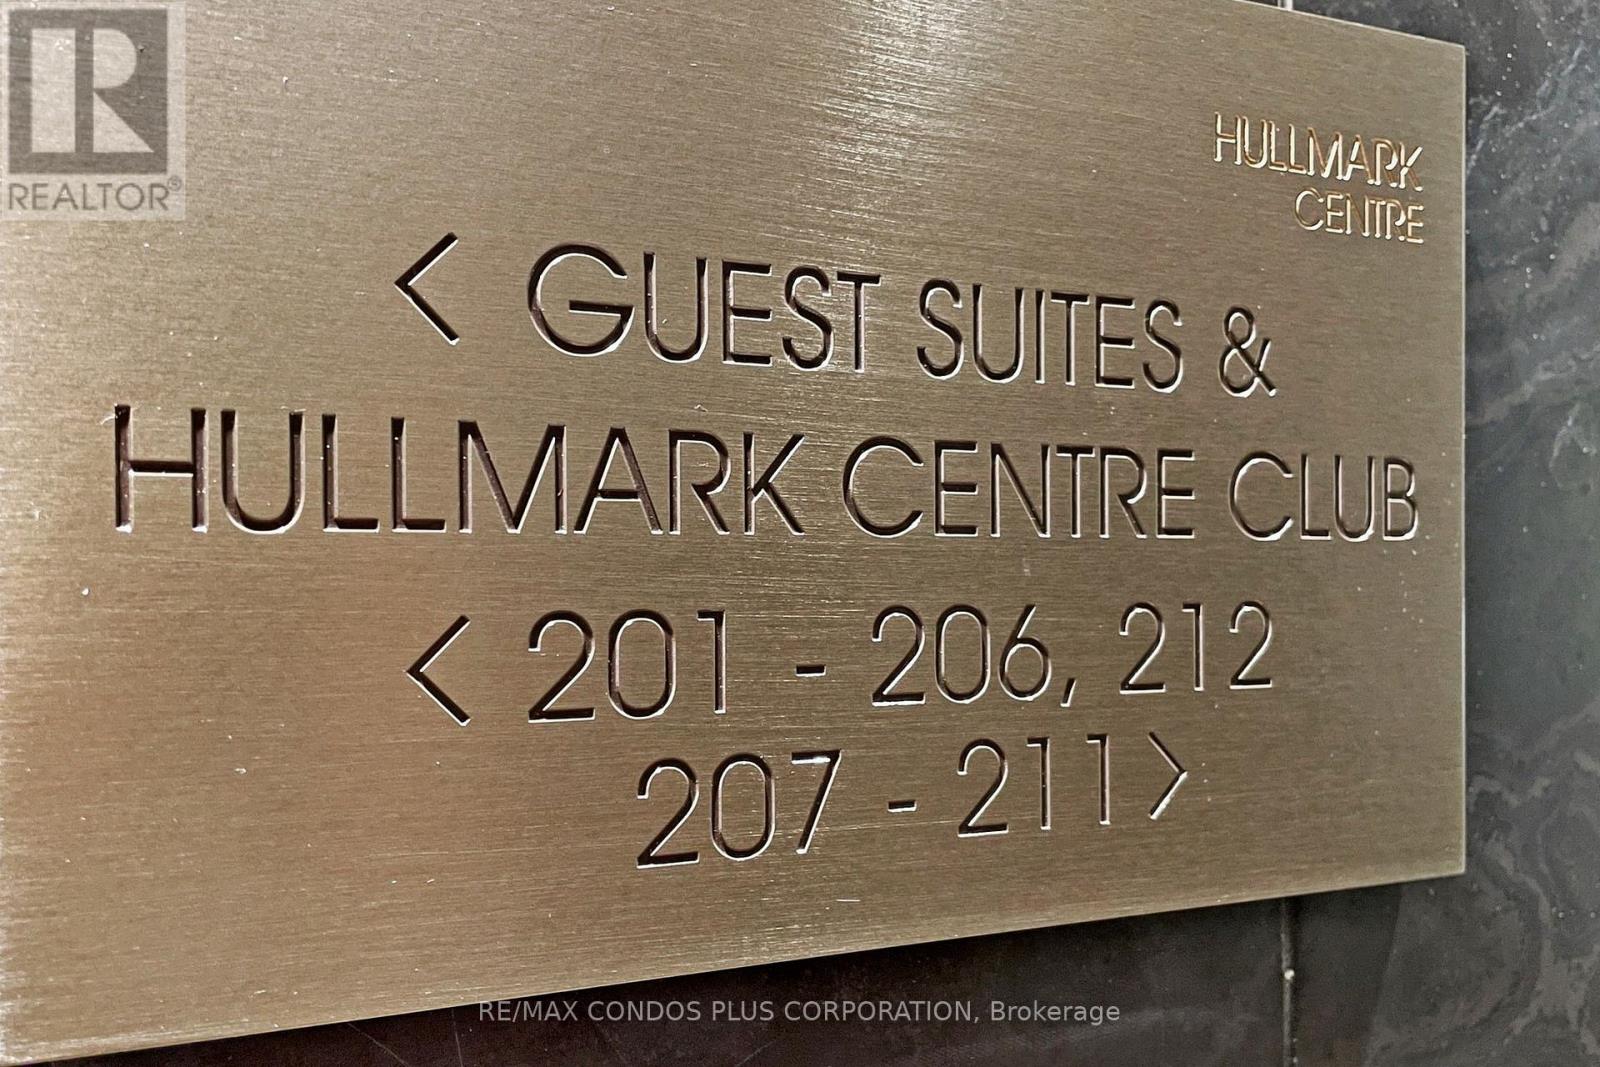 R
REALTOR®
HULLMARK
CENTRE
< GUEST SUITES &
HULLMARK CENTRE CLUB
< 201 - 206, 212
207 - 211 >
RE/MAX CONDOS PLUS CORPORATION, Brokerage